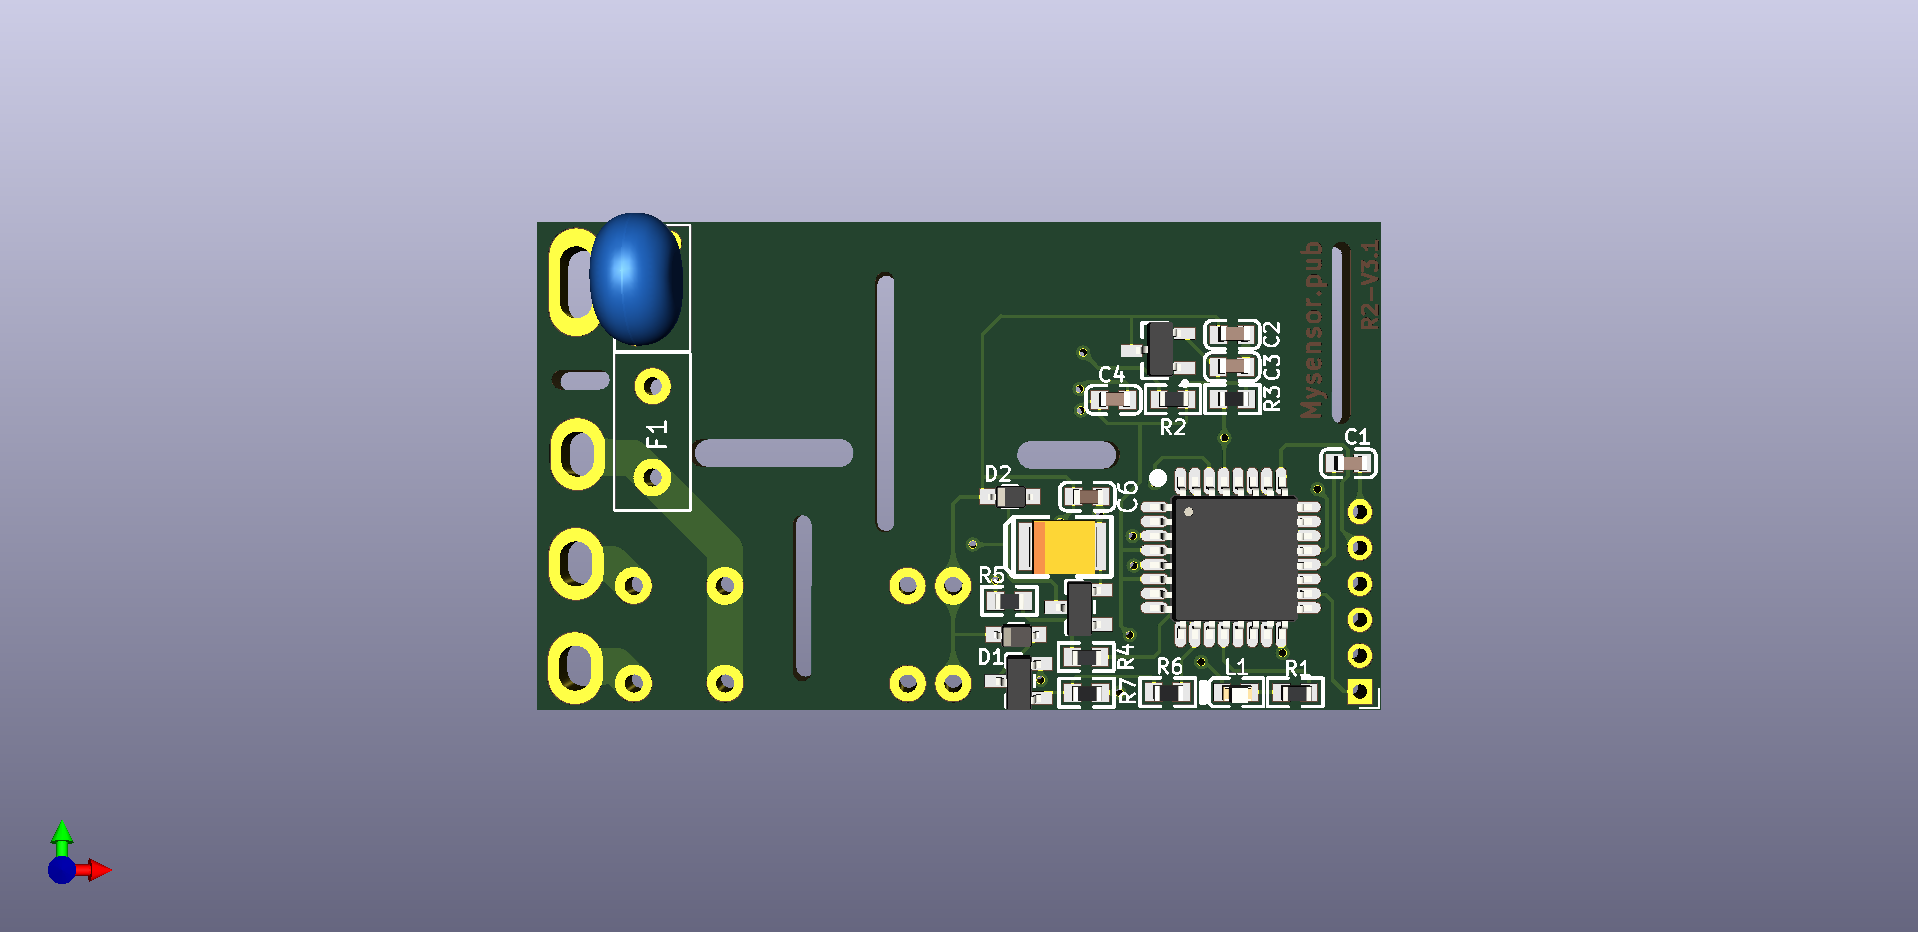 Mysensor.pub
R2-V3.1
C2
C3
C4
R3
R2
F1
C1
D2
C6
R5
D1
R4
R6
L1
R1
R7